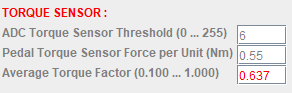 TORQUE SENSOR :
ADC Torque Sensor Threshold (0 ... 255) 6
Pedal Torque Sensor Force per Unit (Nm) 0.55
Average Torque Factor (0.100 ... 1.000) 0.637